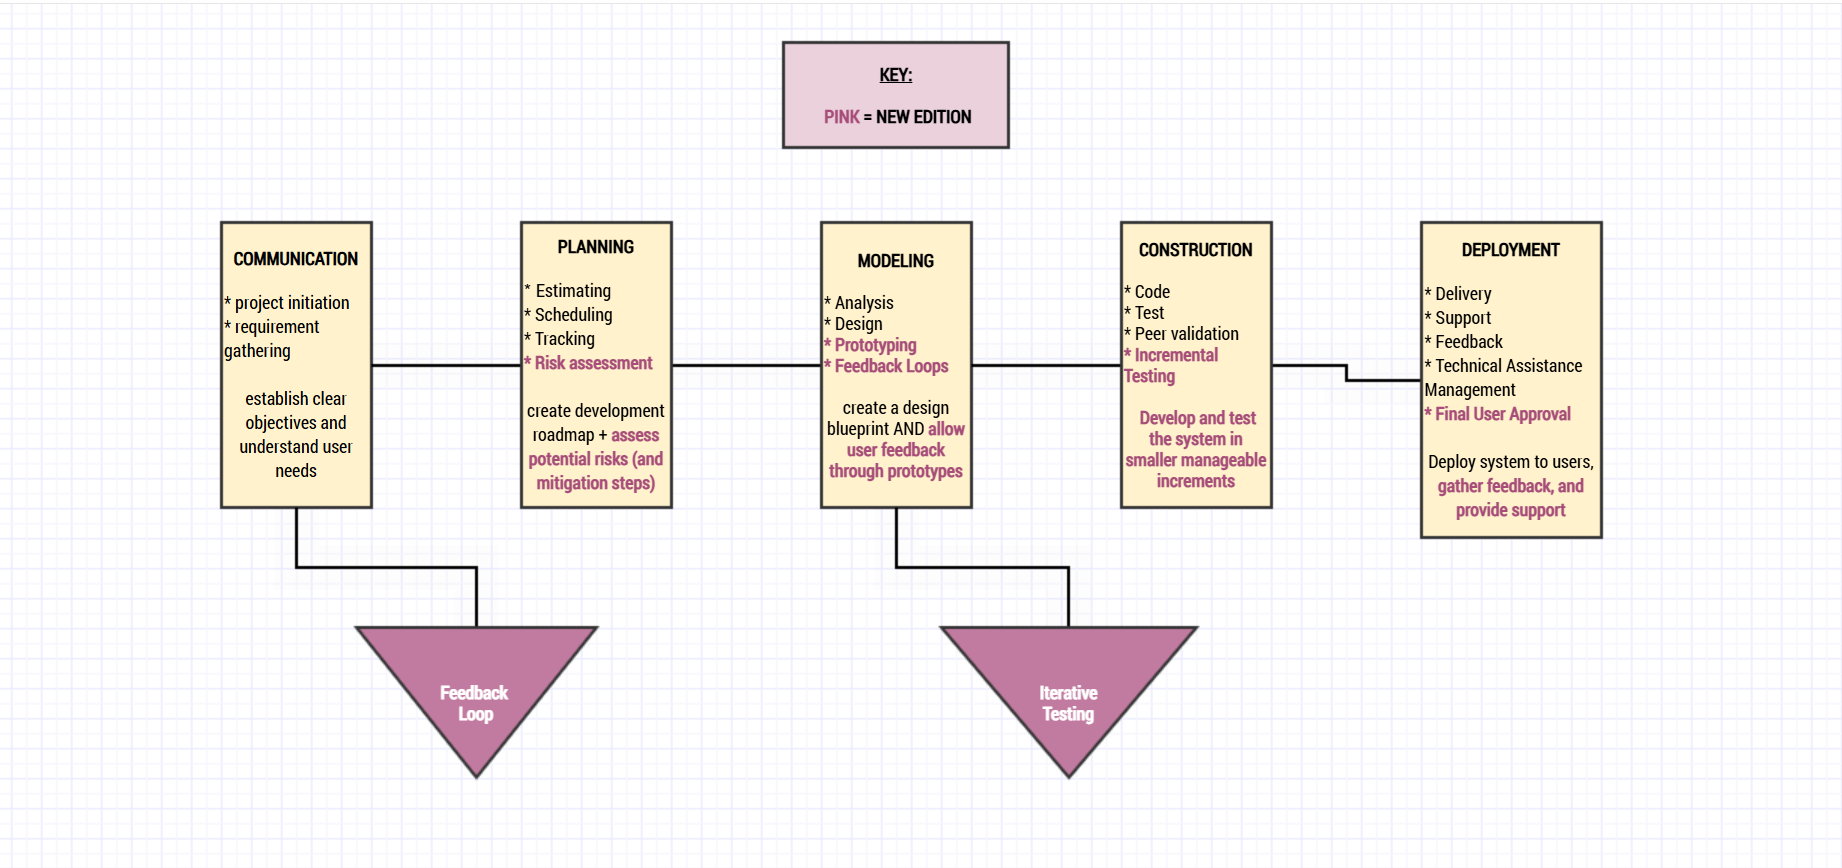 KEY:
PINK = NEW EDITION
COMMUNICATION
* project initiation
* requirement
gathering
establish clear
objectives and
understand user
needs
PLANNING
* Estimating
* Scheduling
* Tracking
* Risk assessment
create development
roadmap + assess
potential risks (and
mitigation steps)
MODELING
* Analysis
* Design
* Prototyping
* Feedback Loops
create a design
blueprint AND allow
user feedback
through prototypes
CONSTRUCTION
* Code
* Test
* Peer validation
* Incremental
Testing
Develop and test
the system in
smaller manageable
increments
DEPLOYMENT
* Delivery
* Support
* Feedback
* Technical Assistance
Management
* Final User Approval
Deploy system to users,
gather feedback, and
provide support
Feedback
Loop
Iterative
Testing